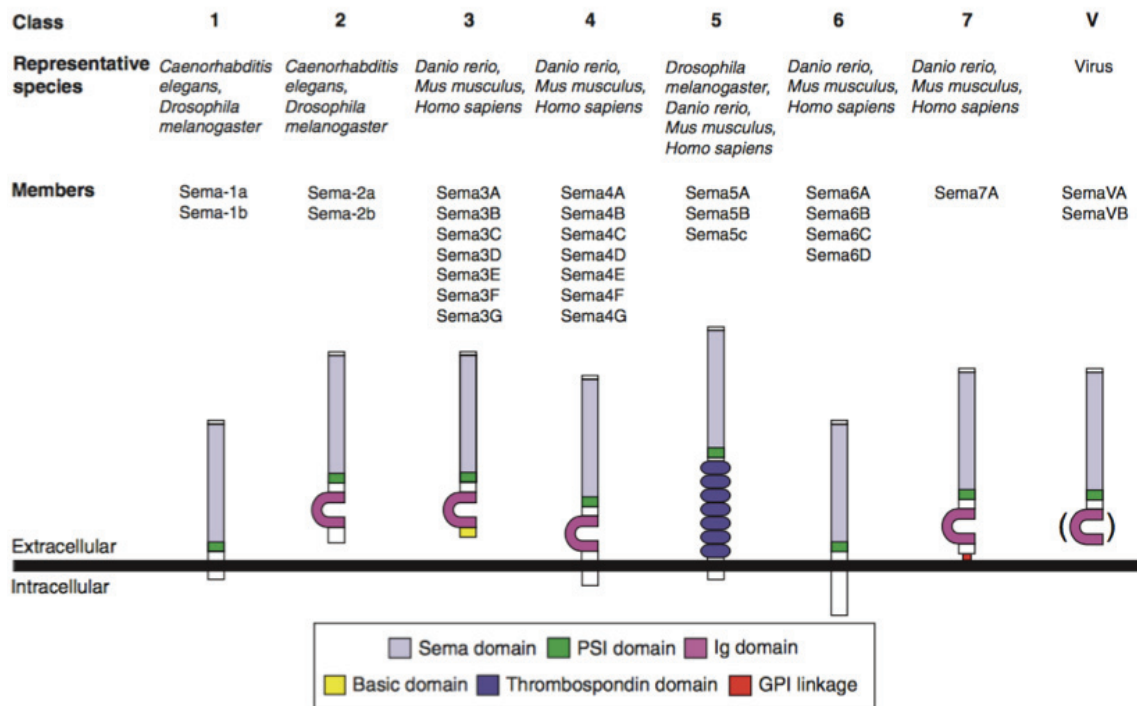 Class 1 2 3 4 5 6 7 V
Representative species
Caenorhabditis elegans, Drosophila melanogaster
Caenorhabditis elegans, Drosophila melanogaster
Danio rerio, Mus musculus, Homo sapiens
Danio rerio, Mus musculus, Homo sapiens
Drosophila melanogaster, Danio rerio, Mus musculus, Homo sapiens
Danio rerio, Mus musculus, Homo sapiens
Danio rerio, Mus musculus, Homo sapiens
Virus
Members Sema-1a Sema-2a Sema3A Sema4A Sema5A Sema6A Sema7A SemaVA
Sema-1b Sema-2b Sema3B Sema4B Sema5B Sema6B SemaVB
Sema3C Sema4C Sema5c Sema6C
Sema3D Sema4D Sema6D
Sema3E Sema4E
Sema3F Sema4F
Sema3G Sema4G
( )
Extracellular
Intracellular
Sema domain PSI domain Ig domain
Basic domain Thrombospondin domain GPI linkage